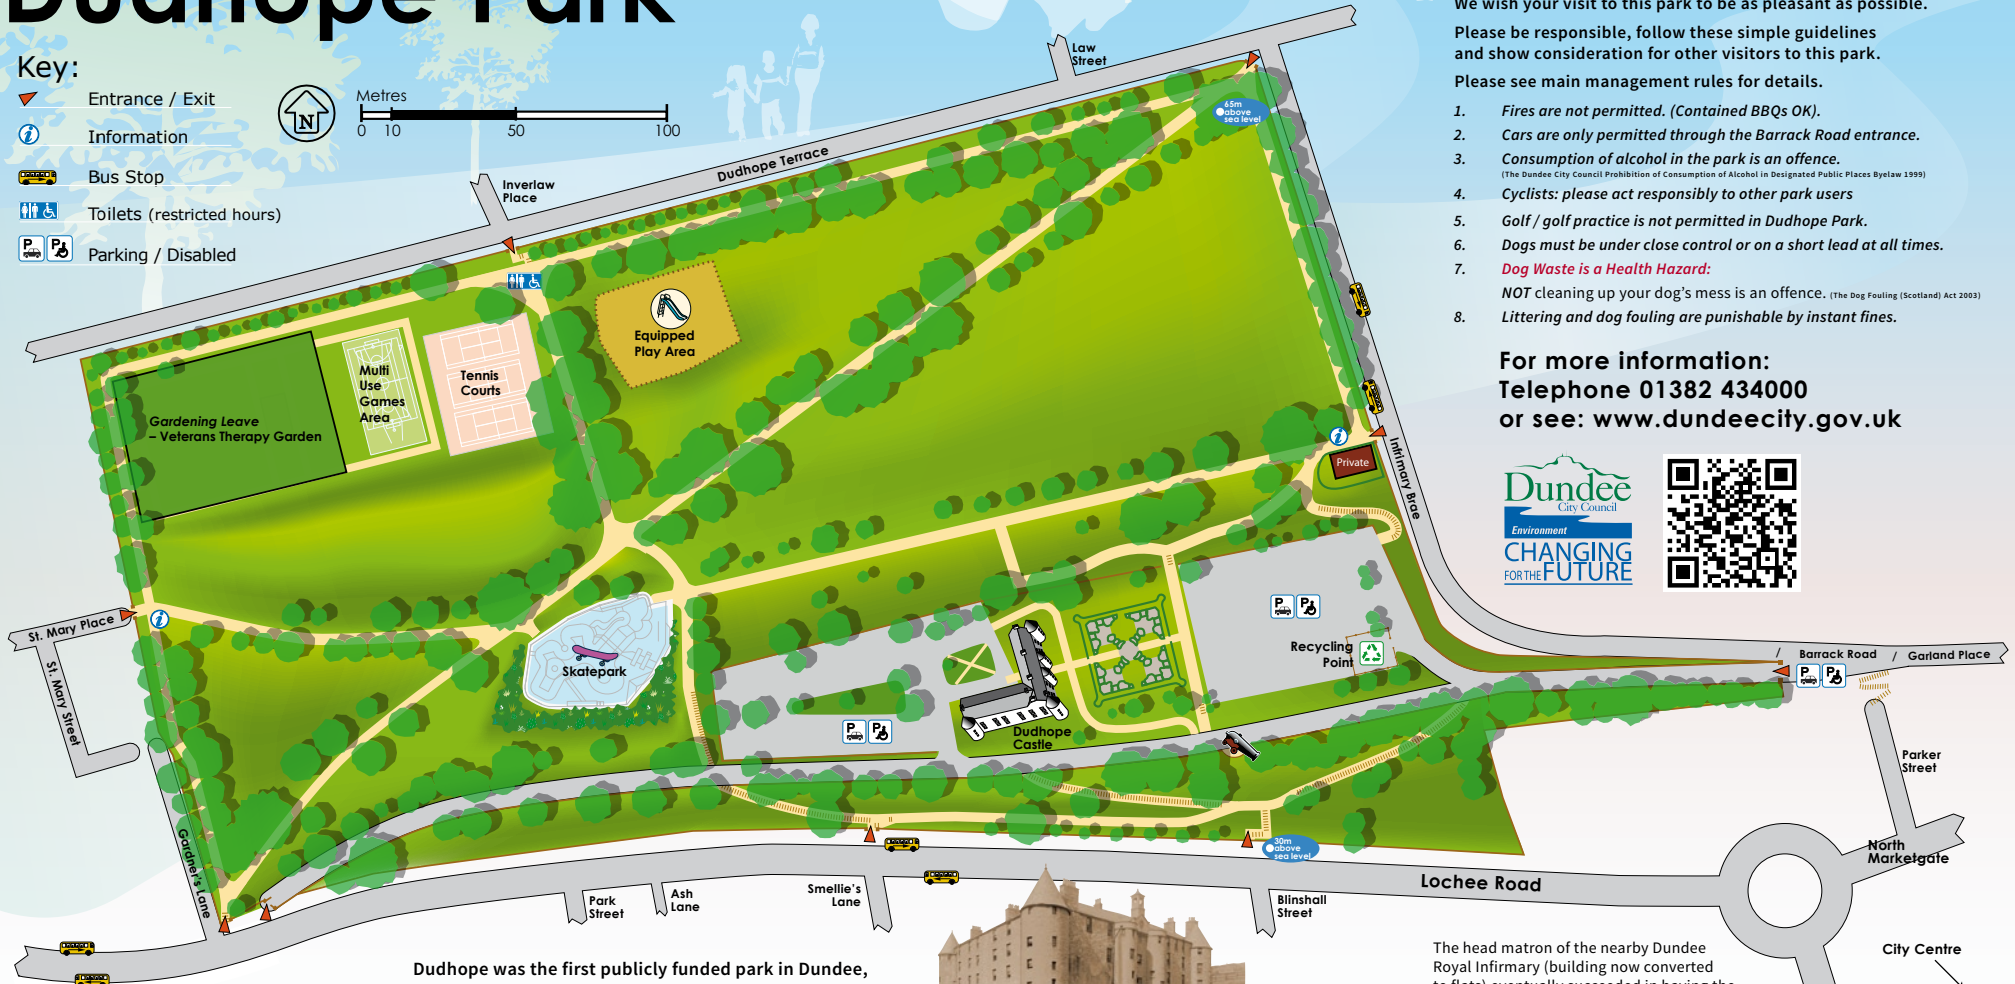 Dudhope Park
Key:
Entrance / Exit
Information
Bus Stop
Toilets (restricted hours)
Parking / Disabled
N
Metres
0 10 50 100
We wish your visit to this park to be as pleasant as possible.
Please be responsible, follow these simple guidelines
and show consideration for other visitors to this park.
Please see main management rules for details.
1. Fires are not permitted. (Contained BBQs OK).
2. Cars are only permitted through the Barrack Road entrance.
3. Consumption of alcohol in the park is an offence.
(The Dundee City Council Prohibition of Consumption of Alcohol in Designated Public Places Byelaw 1999)
4. Cyclists: please act responsibly to other park users
5. Golf / golf practice is not permitted in Dudhope Park.
6. Dogs must be under close control or on a short lead at all times.
7. Dog Waste is a Health Hazard:
NOT cleaning up your dog's mess is an offence. (The Dog Fouling (Scotland) Act 2003)
8. Littering and dog fouling are punishable by instant fines.
For more information:
Telephone 01382 434000
or see: www.dundeecity.gov.uk
Dundee
City Council
Environment
CHANGING
FOR THE FUTURE
Law
Street
65m
above
sea level
Dudhope Terrace
Inverlaw
Place
Equipped
Play Area
Multi
Use
Games
Area
Tennis
Courts
Gardening Leave
– Veterans Therapy Garden
Private
Infirmary Brae
St. Mary Place
St. Mary Street
Skatepark
P P
Recycling
Point
Barrack Road / Garland Place
P P
P P
Dudhope
Castle
Parker
Street
Gardner's Lane
30m
above
sea level
North
Marketgate
Lochee Road
Park
Street
Ash
Lane
Smellie's
Lane
Blinshall
Street
City Centre
Dudhope was the first publicly funded park in Dundee,
The head matron of the nearby Dundee
Royal Infirmary (building now converted
to flats) eventually succeeded in having the